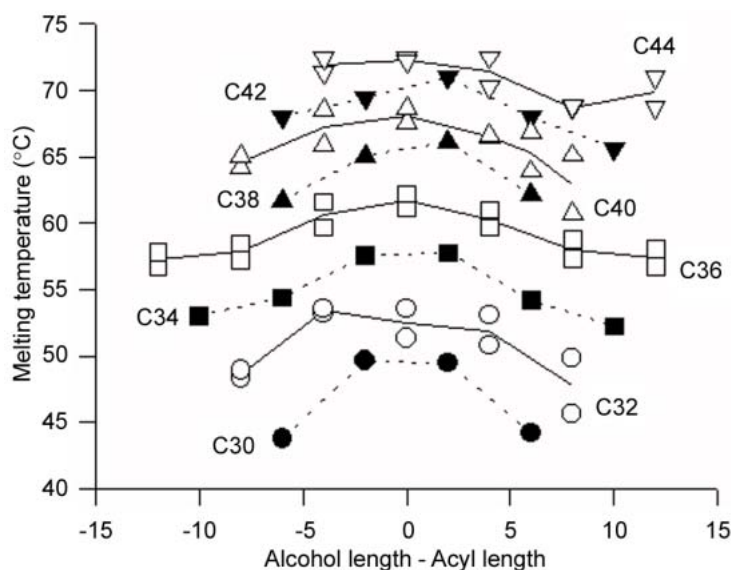 75
70
65
60
55
50
45
40
-15
-10
-5
0
5
10
15
Melting temperature (°C)
Alcohol length - Acyl length
C44
C42
C40
C38
C36
C34
C32
C30